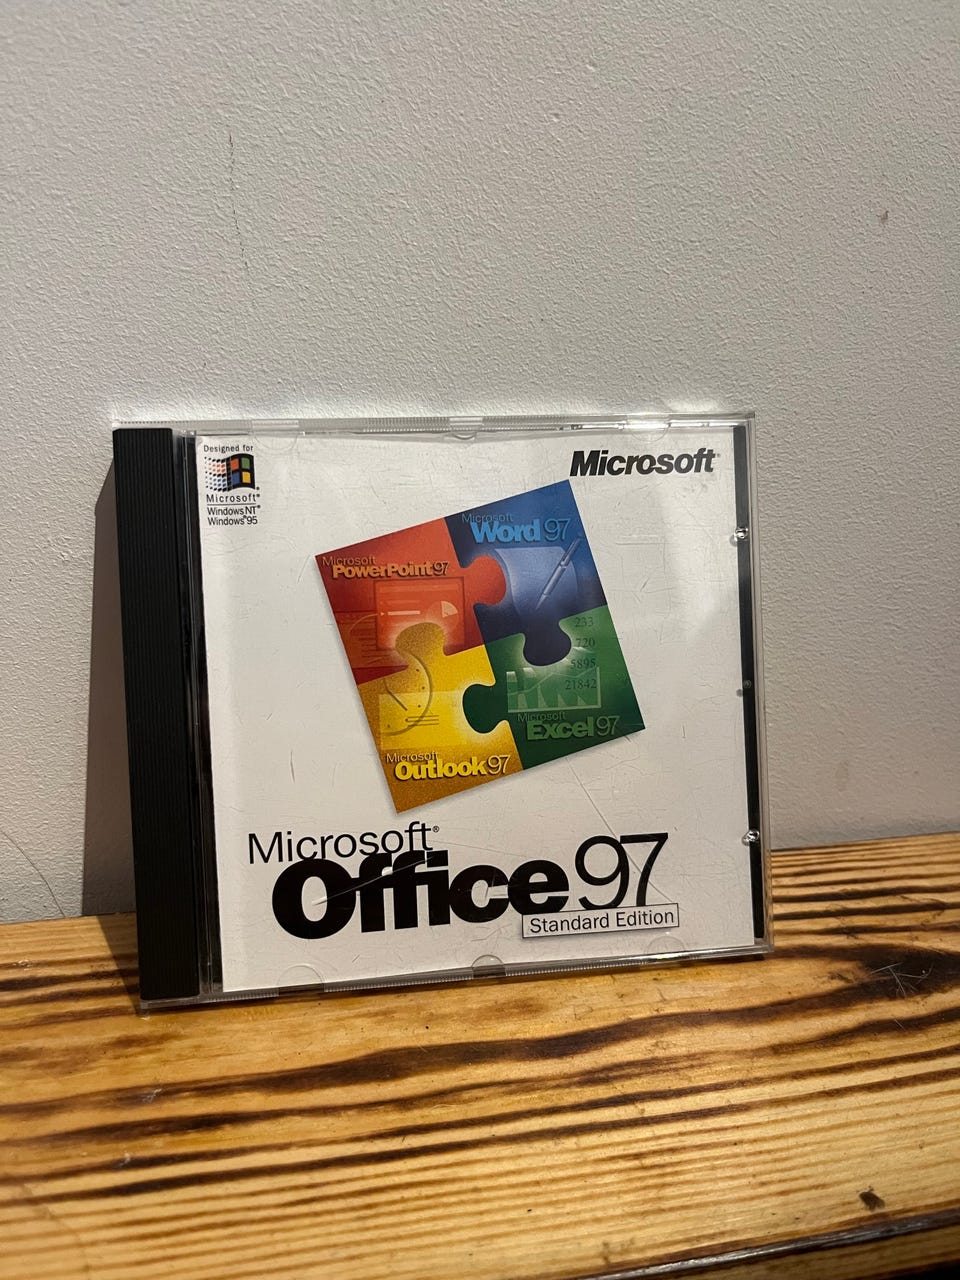 Designed for
Microsoft®
Windows NT®
Windows®95
Microsoft®
Microsoft
Word 97
Microsoft
PowerPoint 97
233
720
5895
21842
Microsoft
Excel 97
Microsoft
Outlook 97
Microsoft®
Office 97
Standard Edition